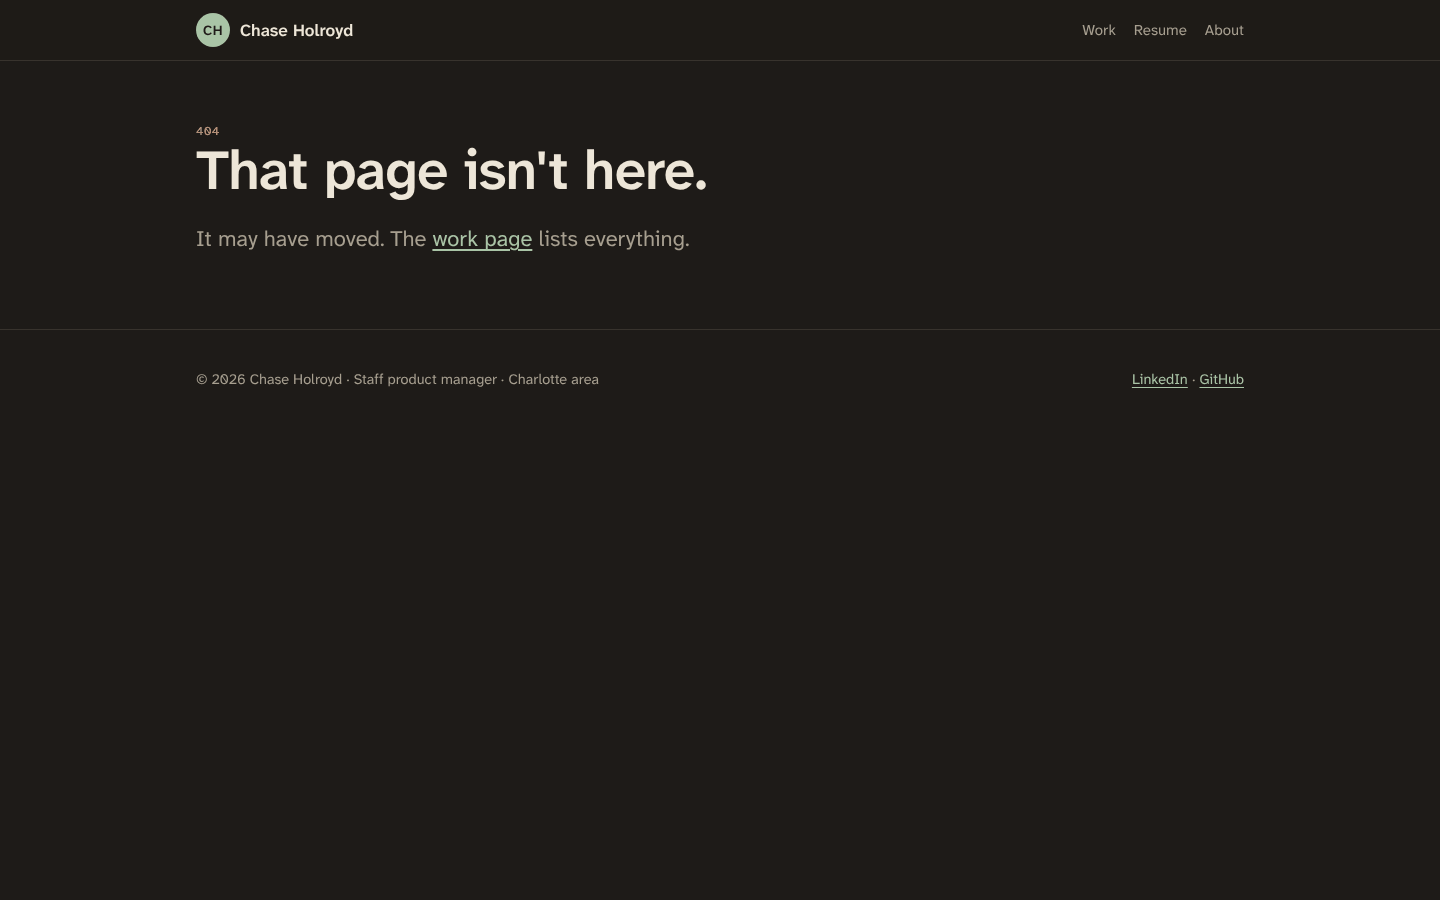 CH Chase Holroyd Work Resume About
404
That page isn't here.
It may have moved. The work page lists everything.
© 2026 Chase Holroyd · Staff product manager · Charlotte area LinkedIn · GitHub